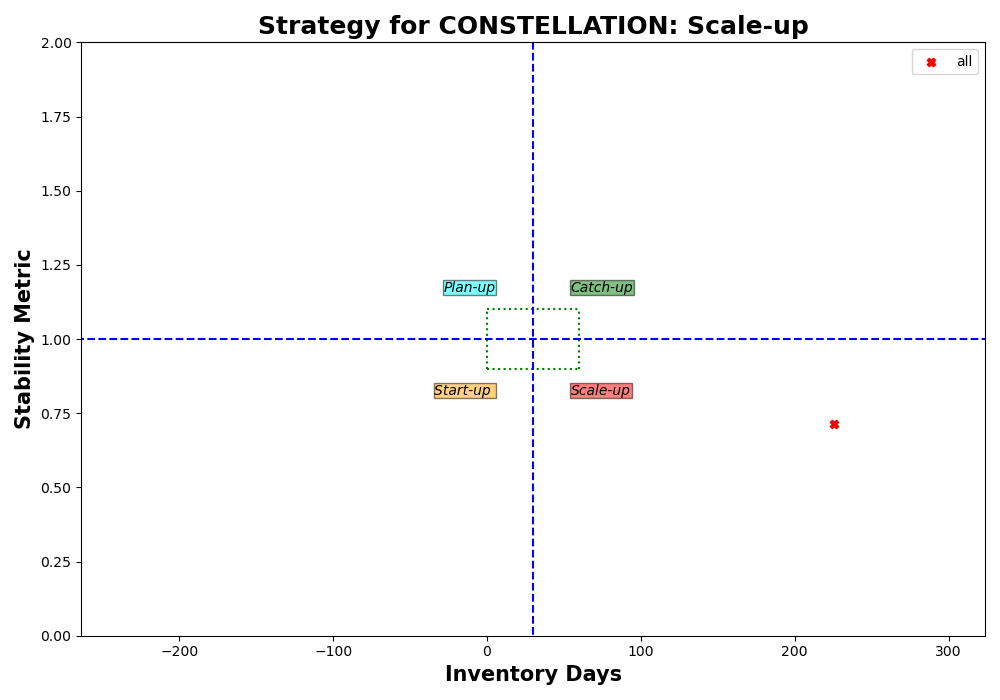 Strategy for CONSTELLATION: Scale-up
all
2.00
1.75
1.50
1.25
1.00
0.75
0.50
0.25
0.00
Stability Metric
Plan-up
Catch-up
Start-up
Scale-up
−200
−100
0
100
200
300
Inventory Days